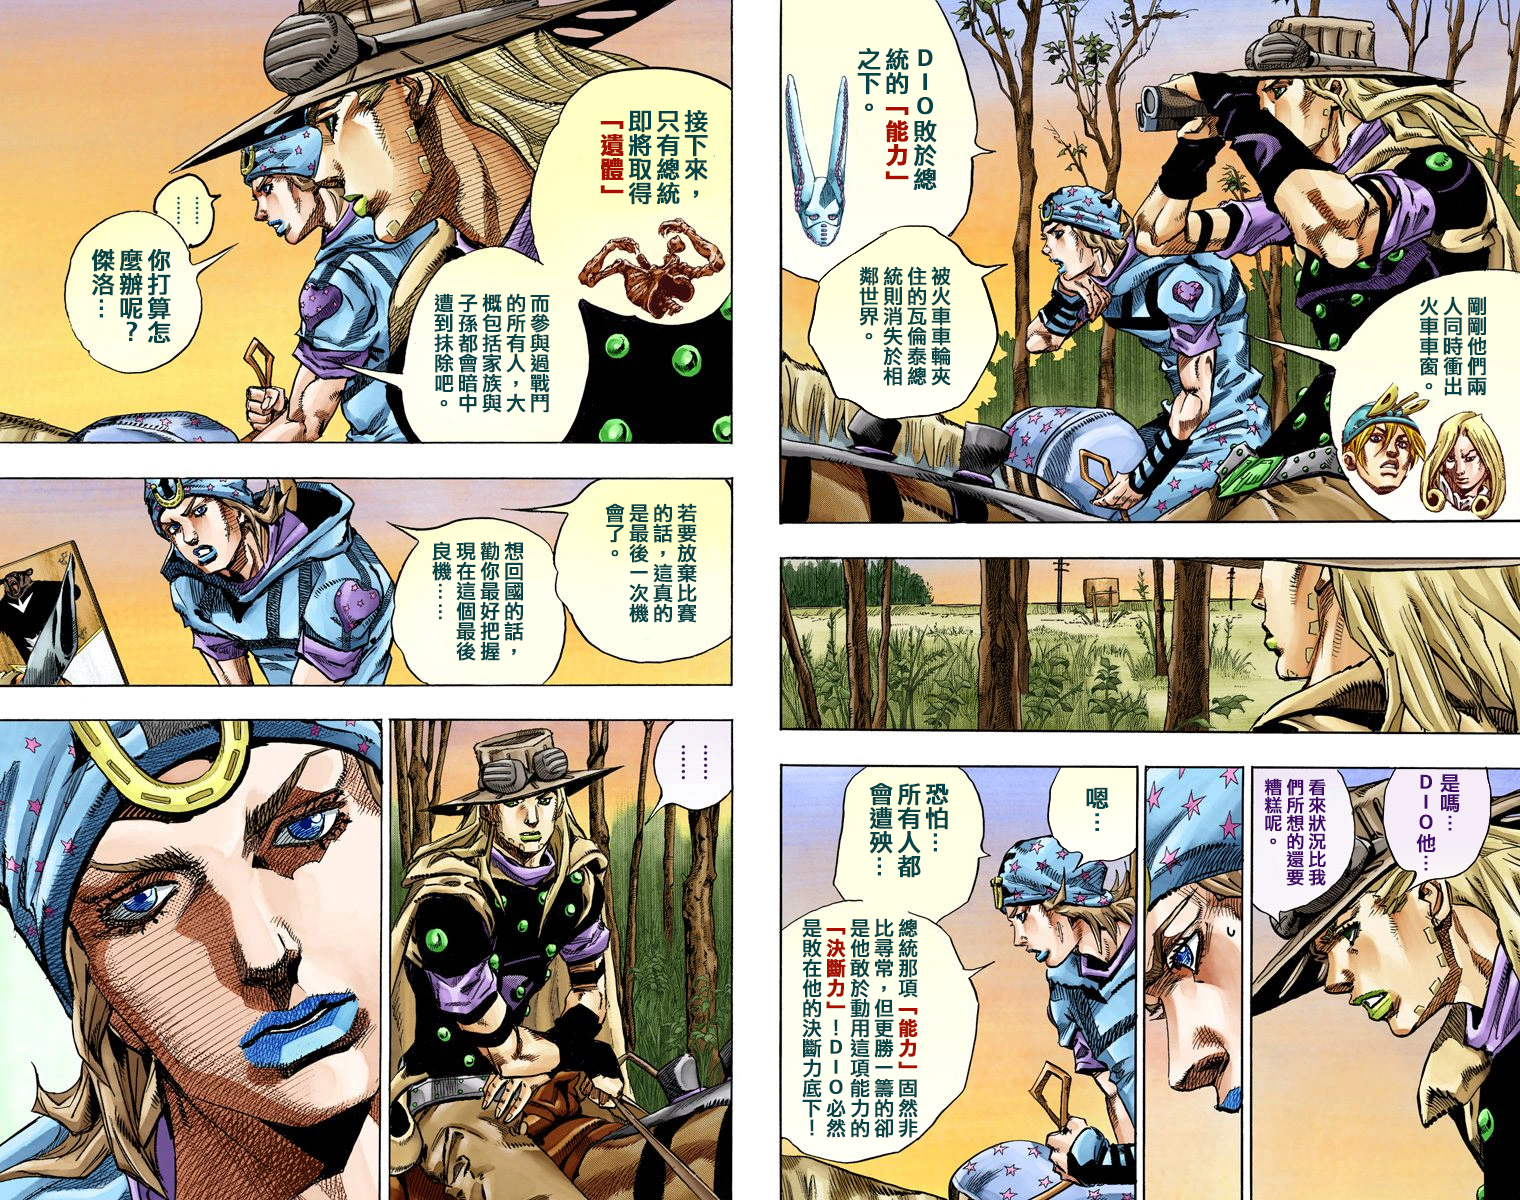 剛剛他們兩
人同時衝出
火車車窗。
被火車車輪夾
住的瓦倫泰總
統則消失於相
鄰世界。
DIO敗於總
統的「能力」
之下。
是嗎…
DIO他…
看來狀況比我
們所想的還要
糟糕呢。
嗯…
恐怕…
所有人都
會遭殃…
總統那項「能力」固然非
比尋常，但更勝一籌的卻
是他敢於動用這項能力的
「決斷力」！DIO必然
是敗在他的決斷力底下！
接下來，
只有總統
即將取得
「遺體」
而參與過戰鬥
的所有人，大
概包括家族與
子孫都會暗中
遭到抹除吧。
……
你打算怎
麼辦呢？
傑洛…
若要放棄比賽
的話，這真的
是最後一次機
會了。
想回國的話，
勸你最好把握
現在這個最後
良機……
……